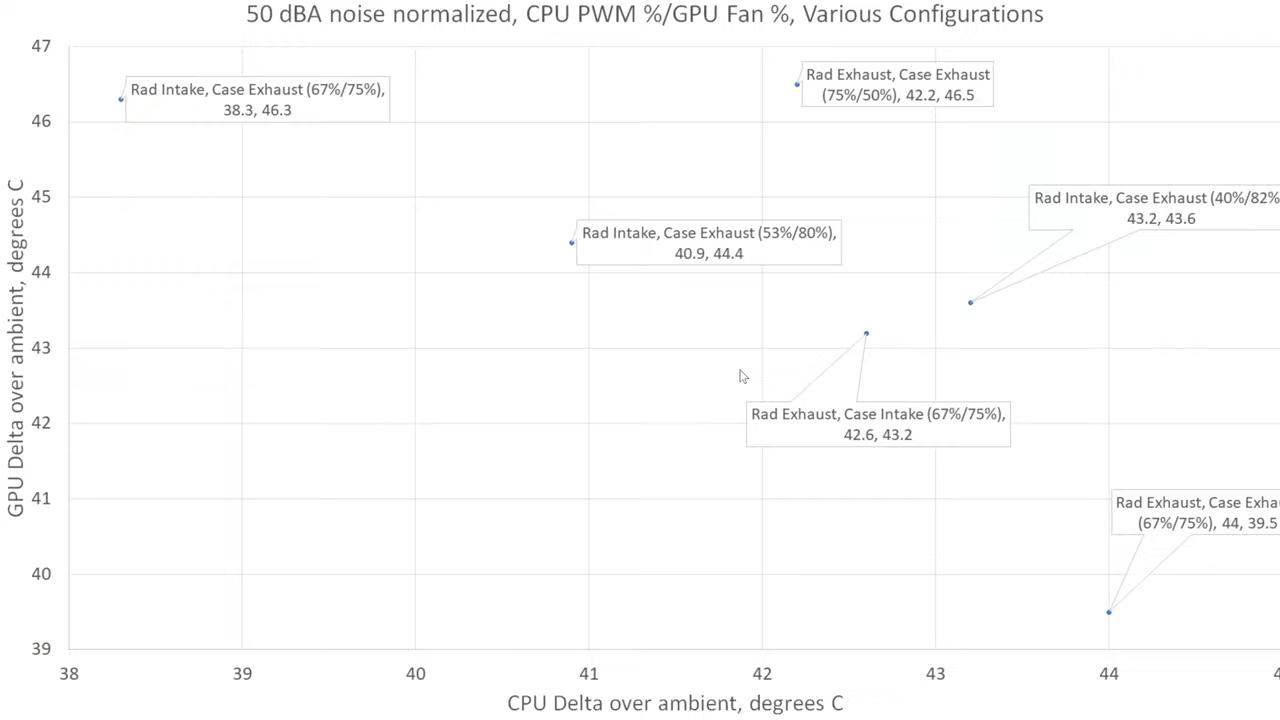 50 dBA noise normalized, CPU PWM %/GPU Fan %, Various Configurations
47
46
45
44
43
42
41
40
39
GPU Delta over ambient, degrees C
Rad Intake, Case Exhaust (67%/75%),
38.3, 46.3
Rad Exhaust, Case Exhaust
(75%/50%), 42.2, 46.5
Rad Intake, Case Exhaust (40%/82%
43.2, 43.6
Rad Intake, Case Exhaust (53%/80%),
40.9, 44.4
Rad Exhaust, Case Intake (67%/75%),
42.6, 43.2
Rad Exhaust, Case Exha
(67%/75%), 44, 39.5
38 39 40 41 42 43 44
CPU Delta over ambient, degrees C